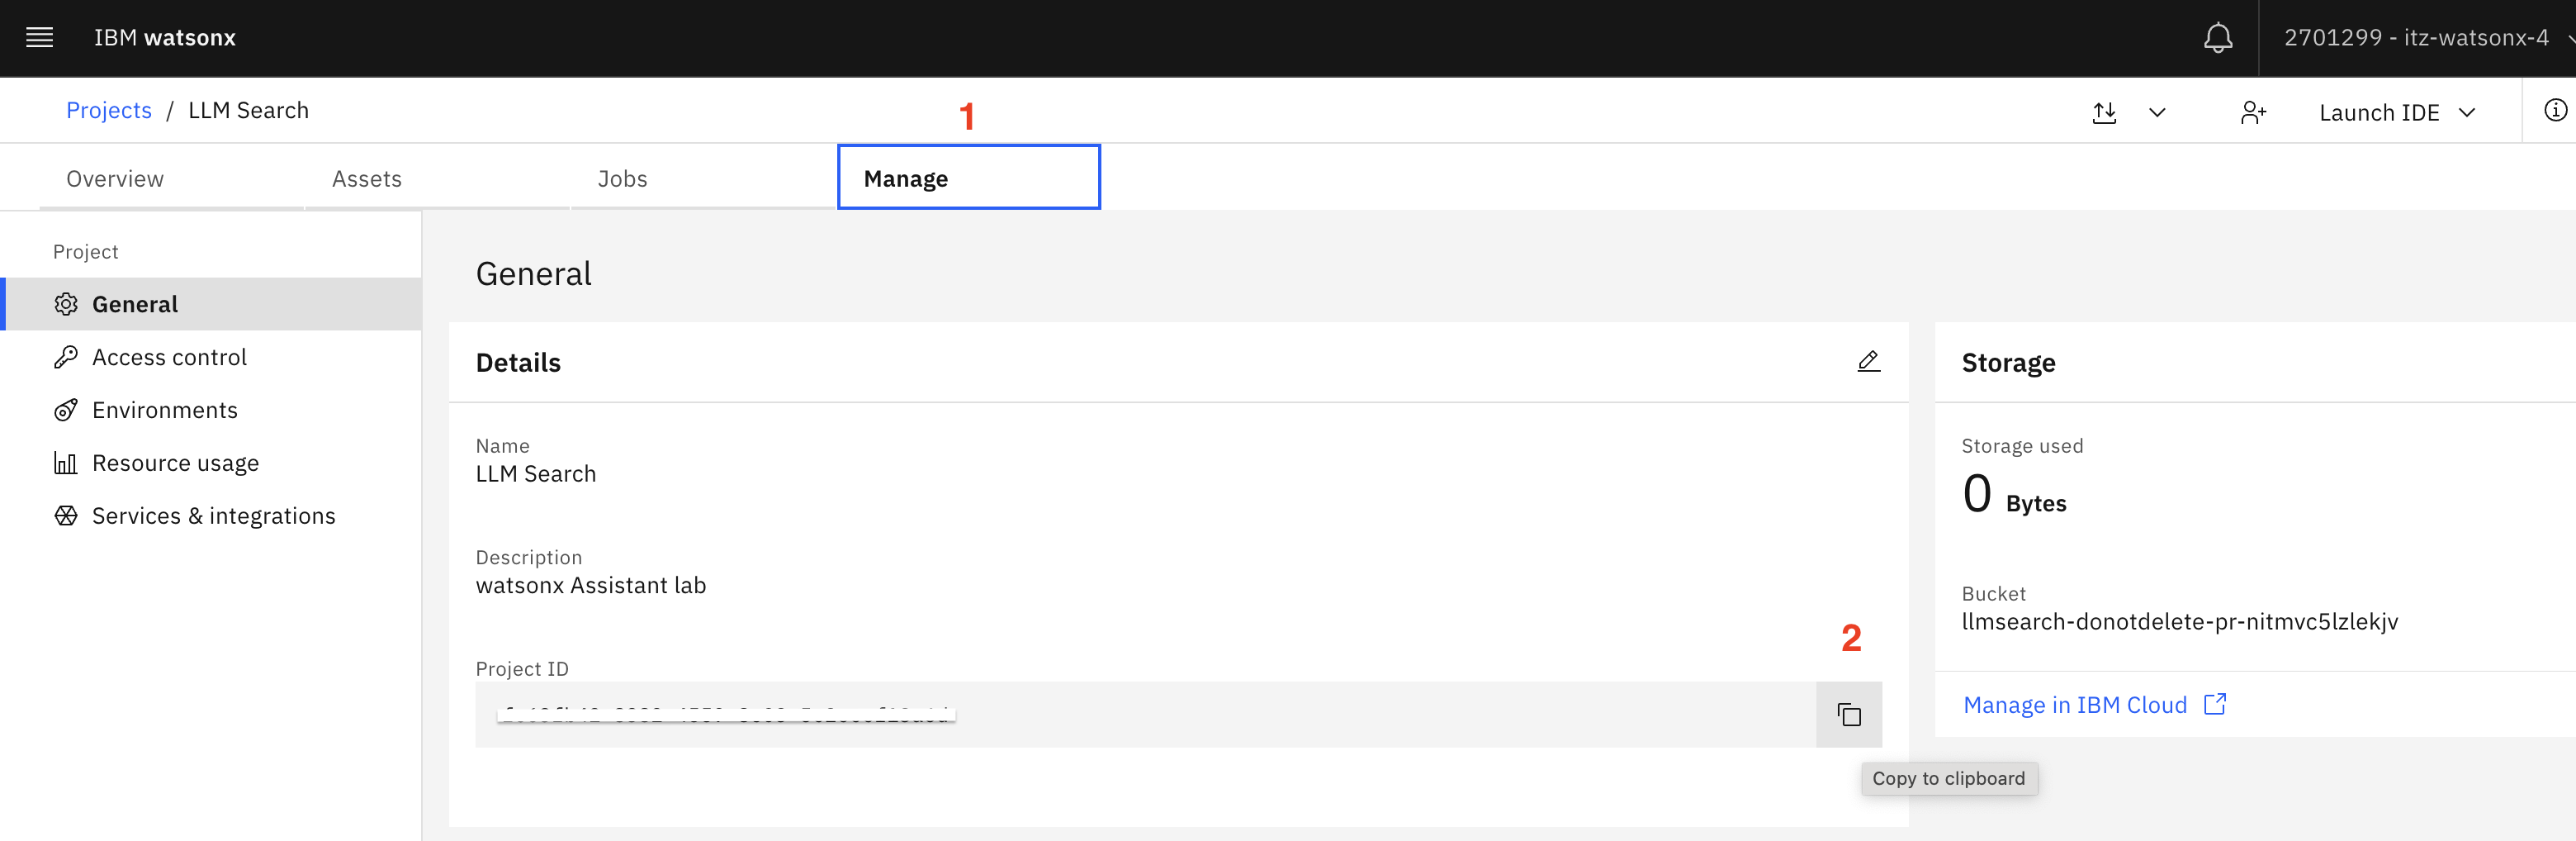 IBM watsonx
2701299 - itz-watsonx-4
Projects / LLM Search
1
Launch IDE
Overview
Assets
Jobs
Manage
Project
General
Access control
Environments
Resource usage
Services & integrations
General
Details
Name
LLM Search
Description
watsonx Assistant lab
2
Project ID
Copy to clipboard
Storage
Storage used
0 Bytes
Bucket
llmsearch-donotdelete-pr-nitmvc5lzlekjv
Manage in IBM Cloud